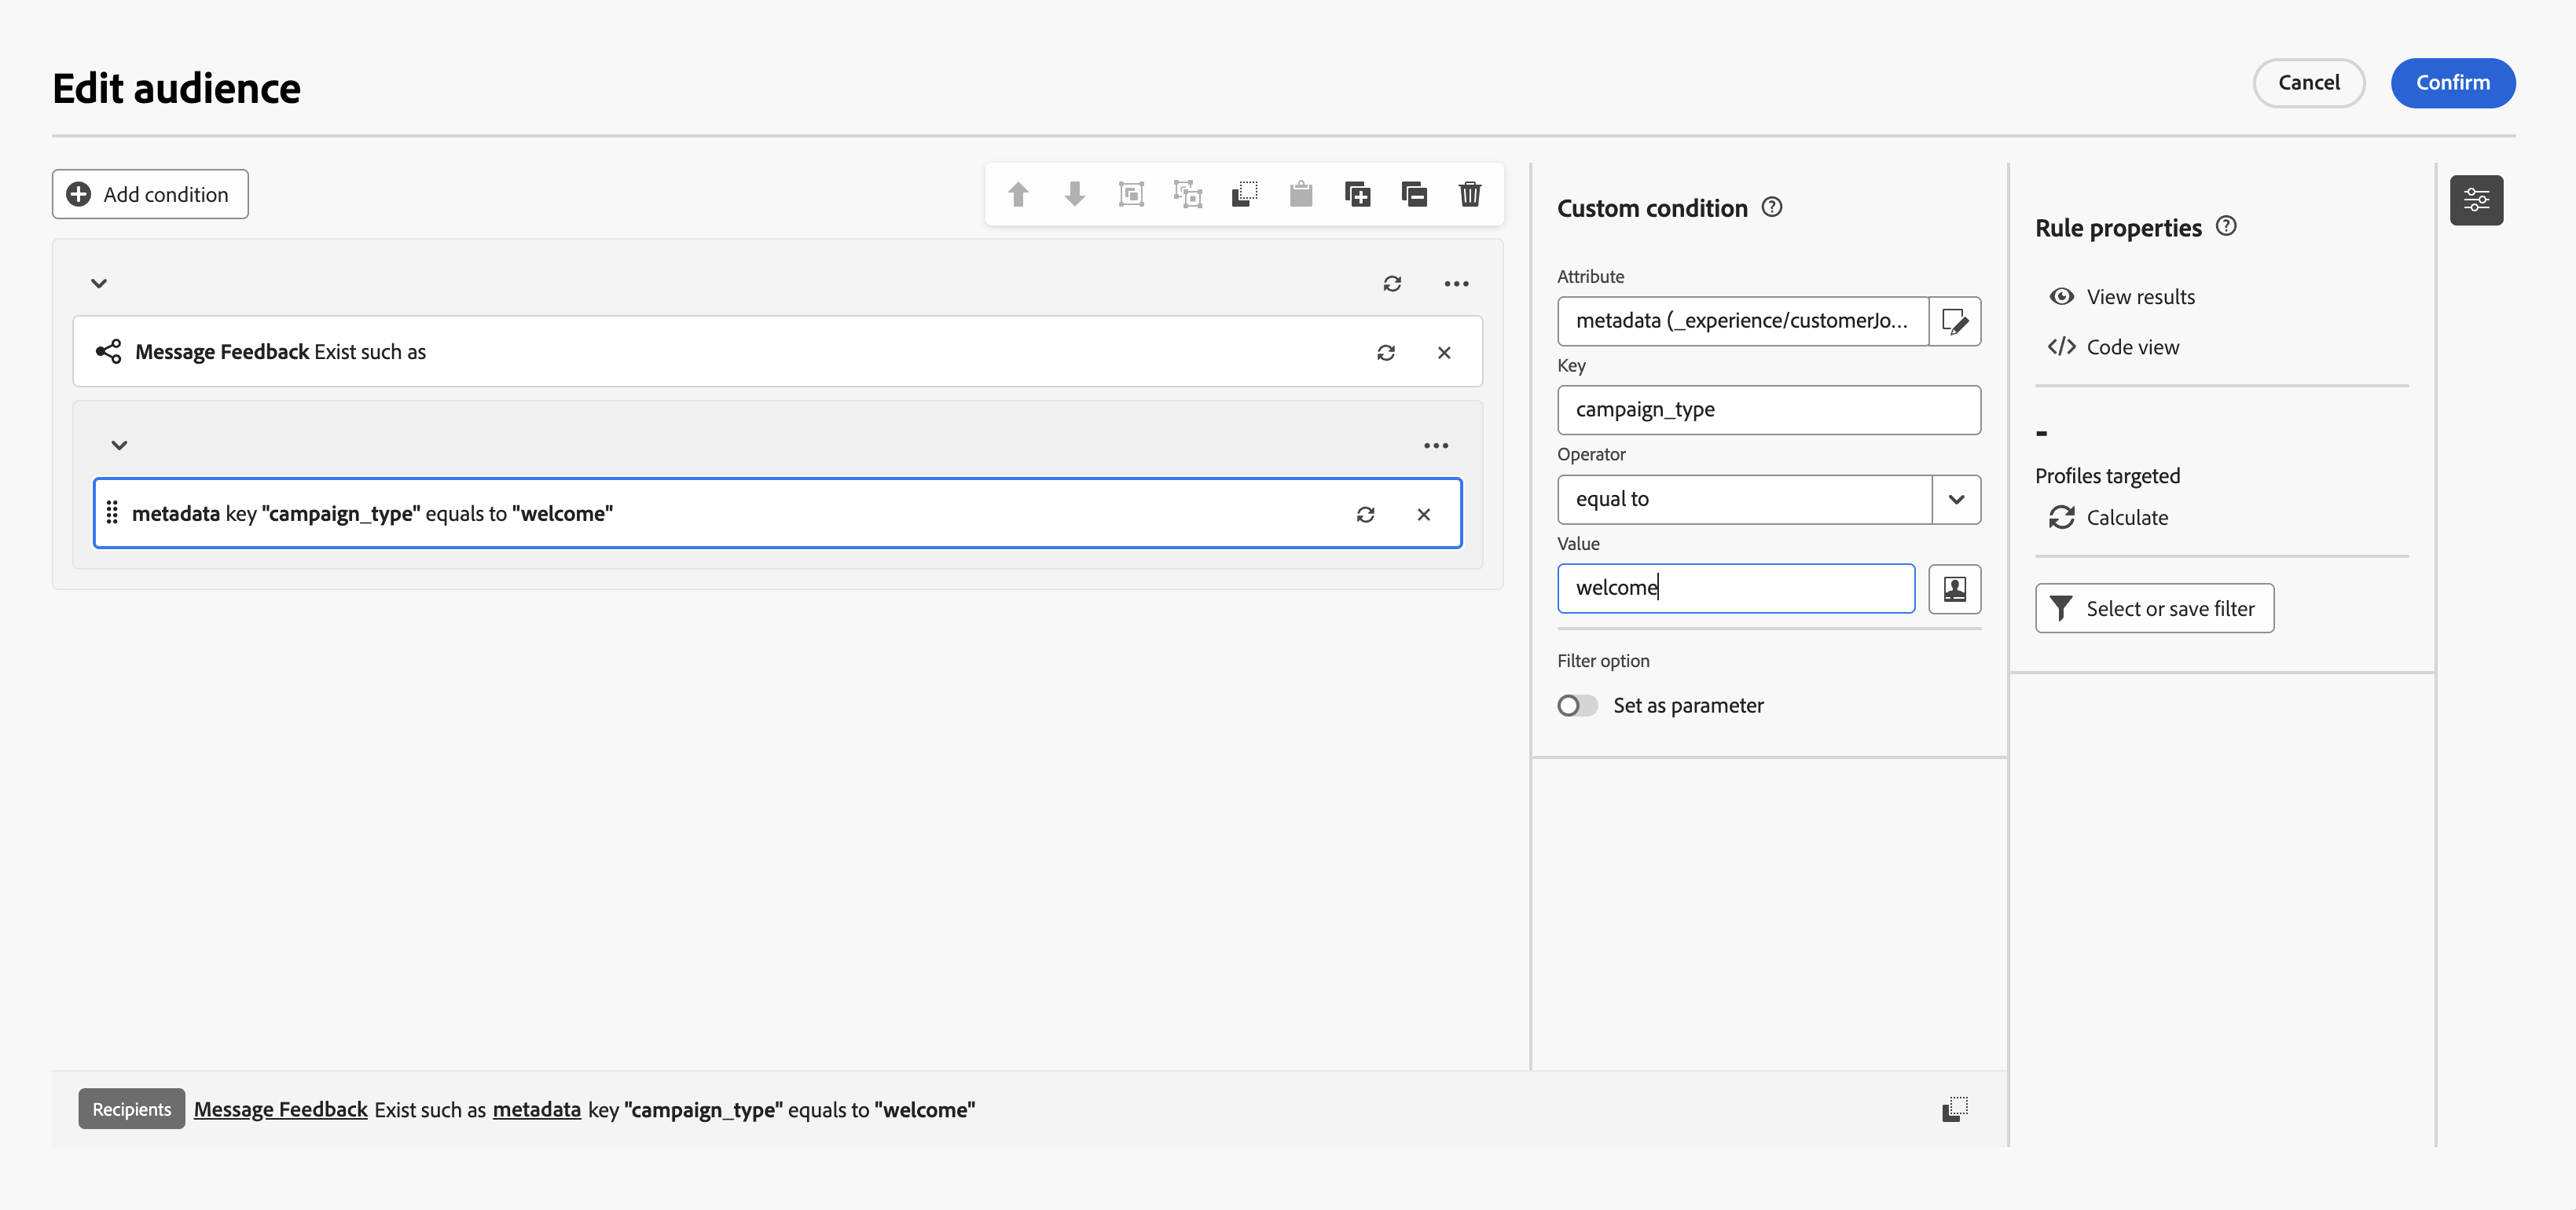 Edit audience
Cancel
Confirm
Add condition
Message Feedback Exist such as
metadata key "campaign_type" equals to "welcome"
Custom condition
Attribute
metadata (_experience/customerJo...
Key
campaign_type
Operator
equal to
Value
welcome
Filter option
Set as parameter
Rule properties
View results
Code view
-
Profiles targeted
Calculate
Select or save filter
Recipients Message Feedback Exist such as metadata key "campaign_type" equals to "welcome"